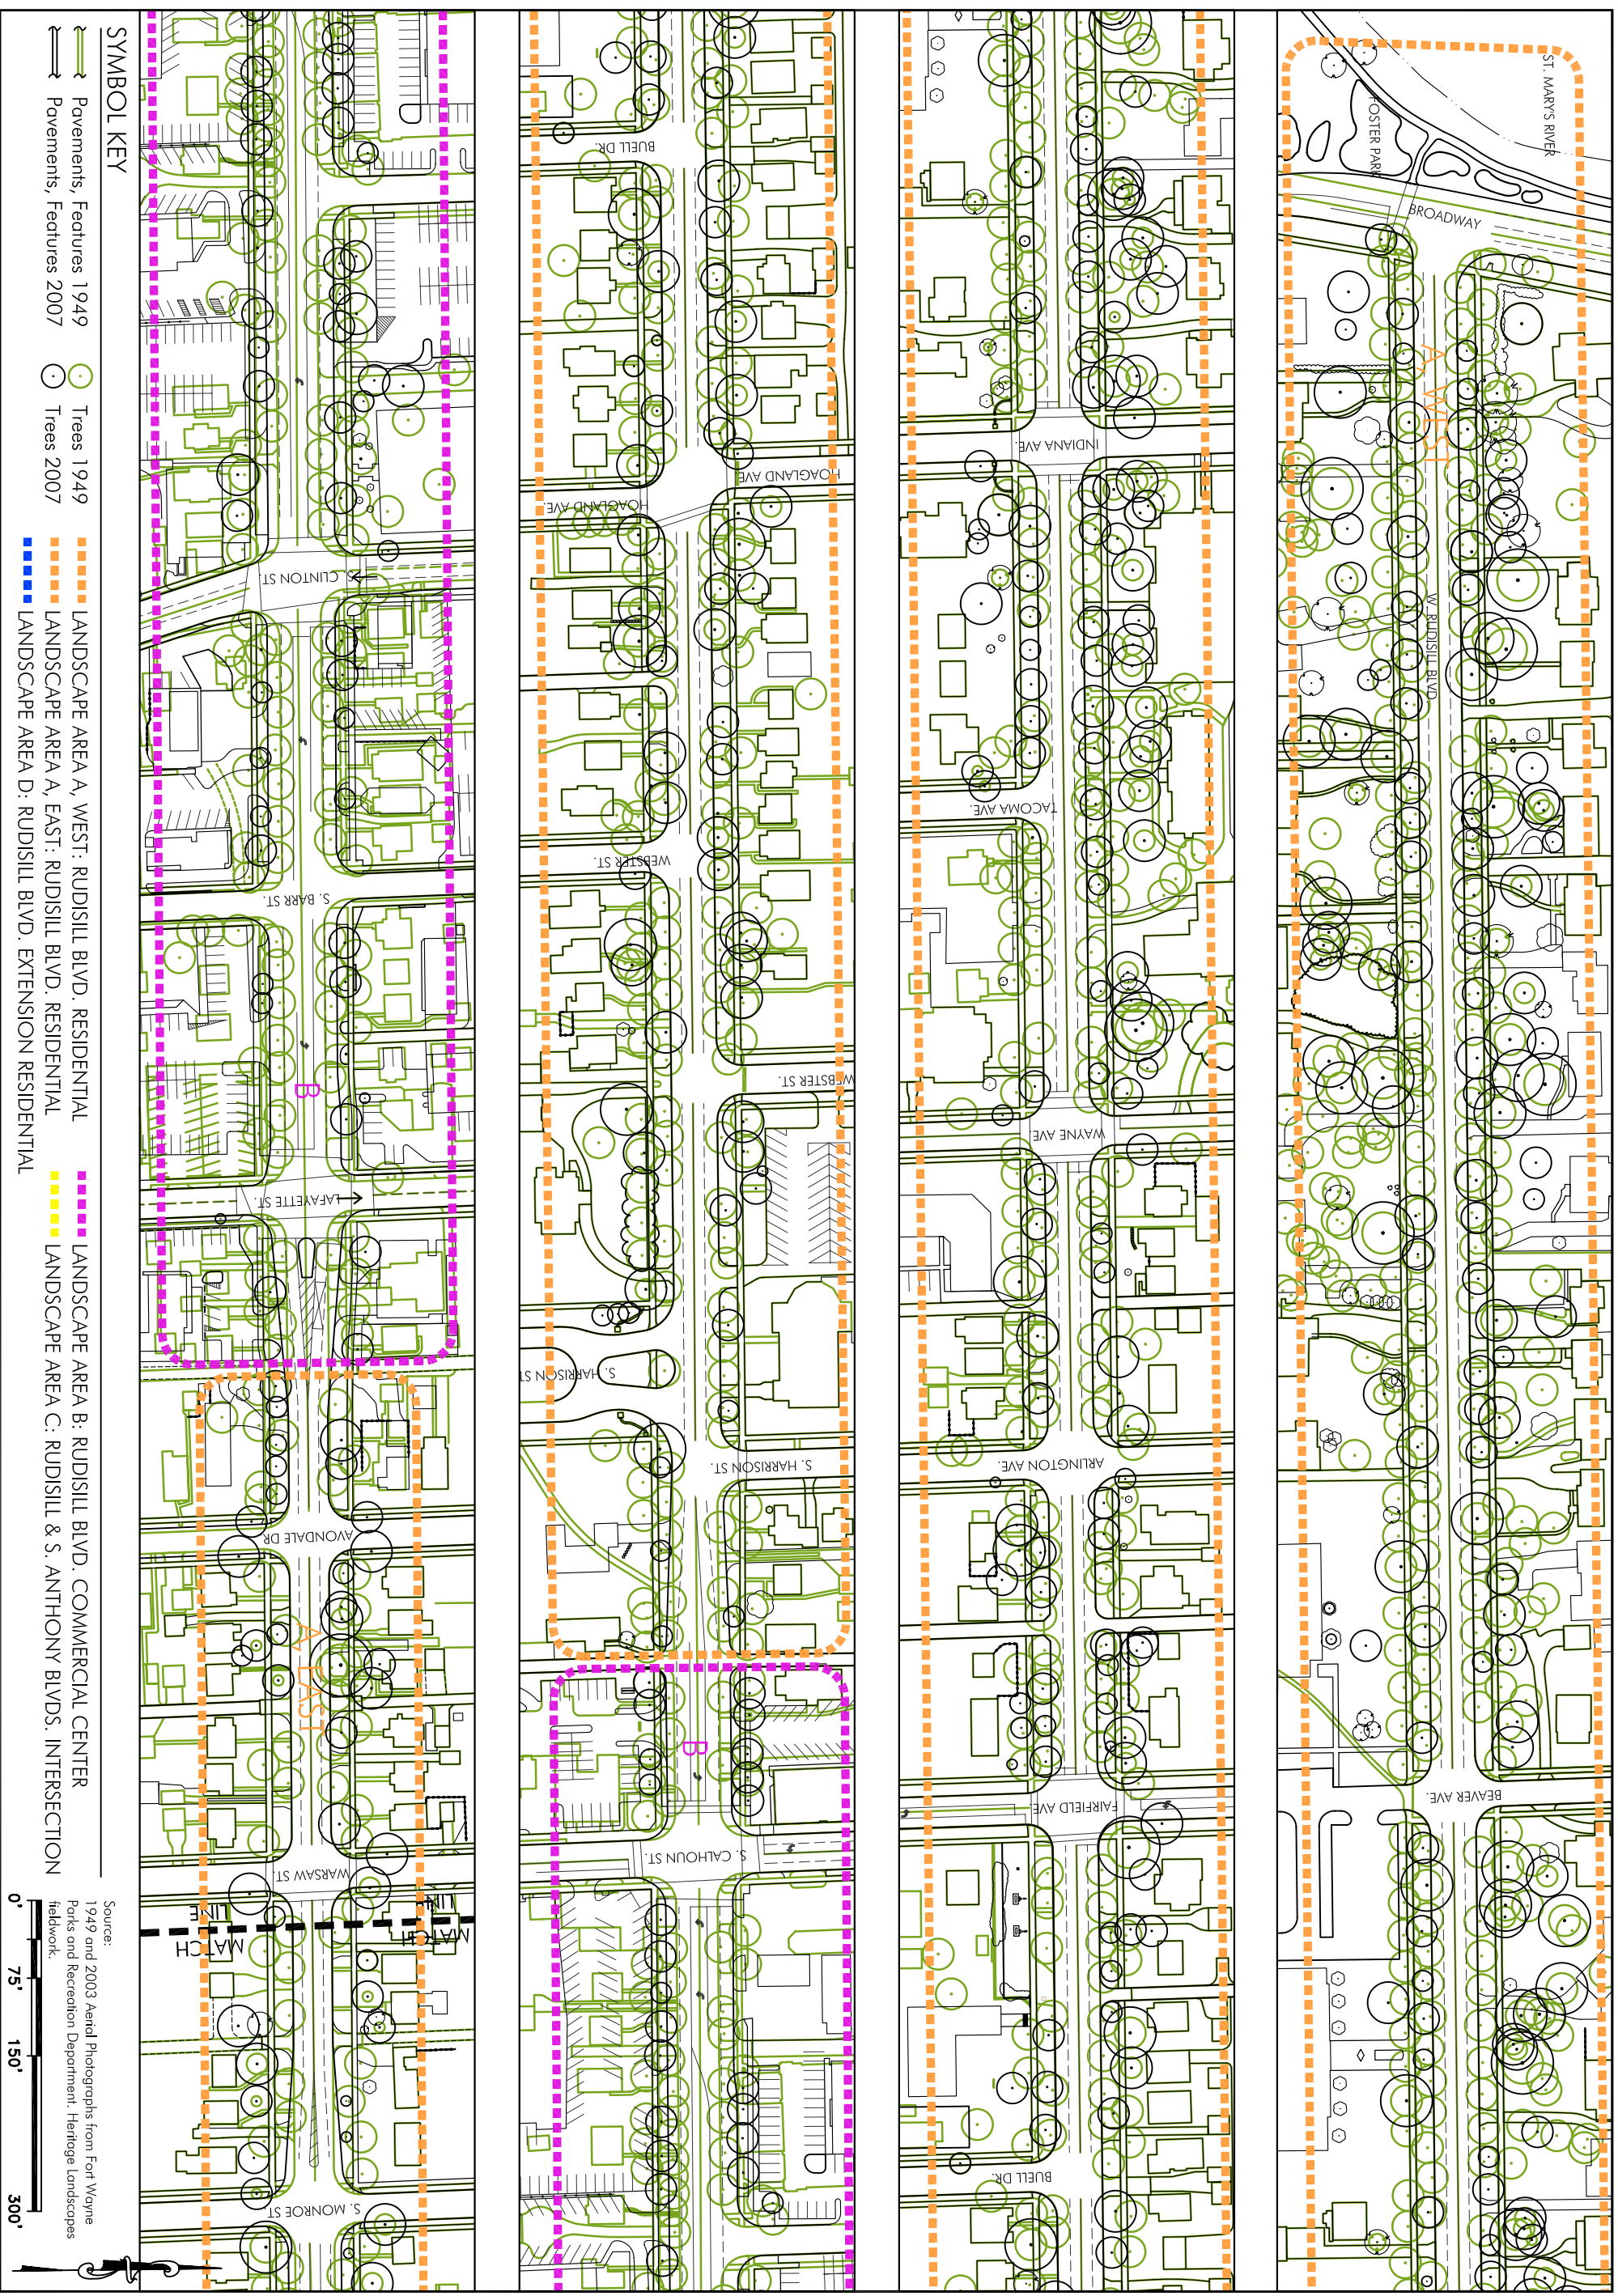 ST. MARY'S RIVER
FOSTER PARK
BROADWAY
A, WEST
W. RUDISILL BLVD.
BEAVER AVE.
INDIANA AVE.
TACOMA AVE.
WAYNE AVE
ARLINGTON AVE.
FAIRFIELD AVE
BUELL DR.
BUELL DR.
HOAGLAND AVE
HOAGLAND AVE.
WEBSTER ST.
WEBSTER ST.
S. HARRISON ST
S. HARRISON ST.
B
S. CALHOUN ST.
S. CLINTON ST.
S. BARR ST.
B
LAFAYETTE ST.
AVONDALE DR
A, EAST
WARSAW ST.
MATCH
LINE
MATCH
LINE
S. MONROE ST
SYMBOL KEY
Pavements, Features 1949
Pavements, Features 2007
Trees 1949
Trees 2007
LANDSCAPE AREA A, WEST: RUDISILL BLVD. RESIDENTIAL
LANDSCAPE AREA A, EAST: RUDISILL BLVD. RESIDENTIAL
LANDSCAPE AREA D: RUDISILL BLVD. EXTENSION RESIDENTIAL
LANDSCAPE AREA B: RUDISILL BLVD. COMMERCIAL CENTER
LANDSCAPE AREA C: RUDISILL & S. ANTHONY BLVDS. INTERSECTION
Source:
1949 and 2003 Aerial Photographs from Fort Wayne
Parks and Recreation Department. Heritage Landscapes
fieldwork.
0' 75' 150' 300'